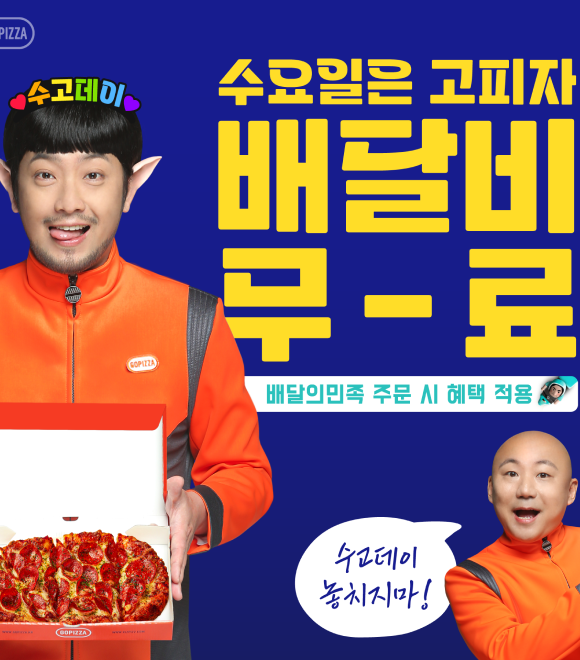 OPIZZA
수고데이
수요일은 고피자
배달비
무-료
배달의민족 주문 시 혜택 적용
GOPIZZA
수고데이
놓치지마!
GOPIZZA